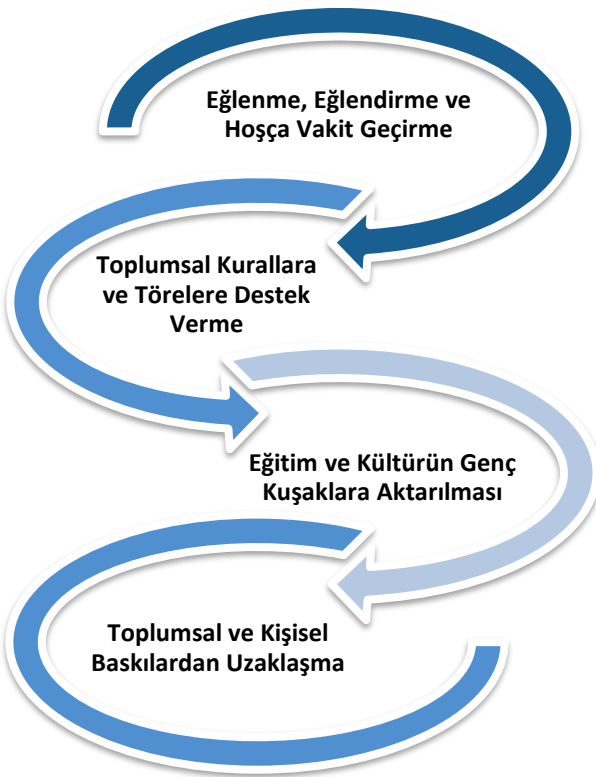 Eğlenme, Eğlendirme ve
Hoşça Vakit Geçirme
Toplumsal Kurallara
ve Törelere Destek
Verme
Eğitim ve Kültürün Genç
Kuşaklara Aktarılması
Toplumsal ve Kişisel
Baskılardan Uzaklaşma